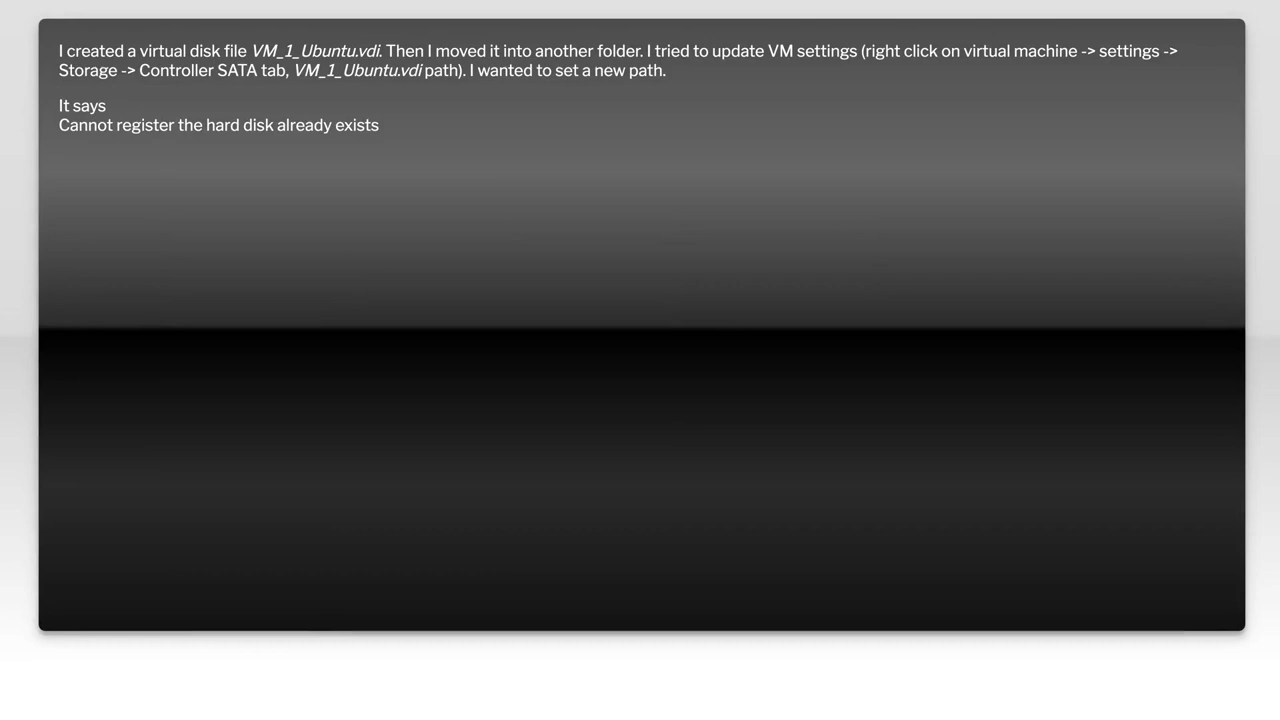 I created a virtual disk file VM_1_Ubuntu.vdi. Then I moved it into another folder. I tried to update VM settings (right click on virtual machine -> settings ->
Storage -> Controller SATA tab, VM_1_Ubuntu.vdi path). I wanted to set a new path.
It says
Cannot register the hard disk already exists